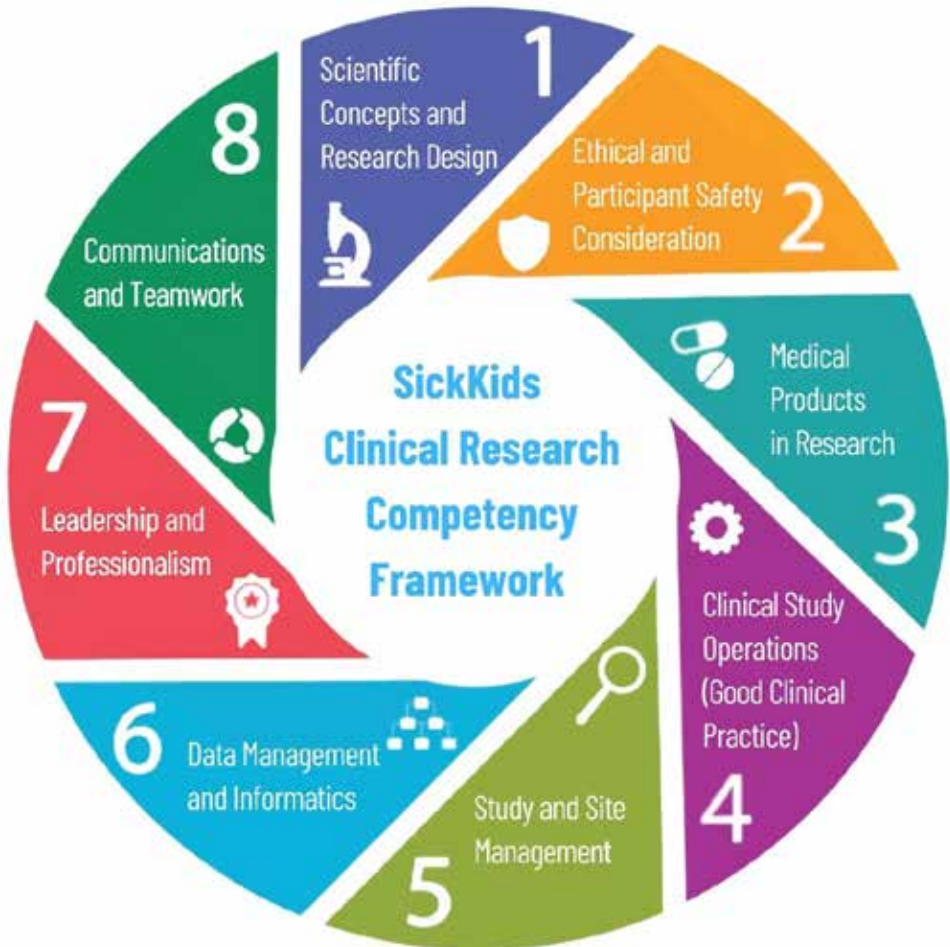 SickKids
Clinical Research
Competency
Framework
1
Scientific
Concepts and
Research Design
2
Ethical and
Participant Safety
Consideration
3
Medical
Products
in Research
4
Clinical Study
Operations
(Good Clinical
Practice)
5
Study and Site
Management
6
Data Management
and Informatics
7
Leadership and
Professionalism
8
Communications
and Teamwork